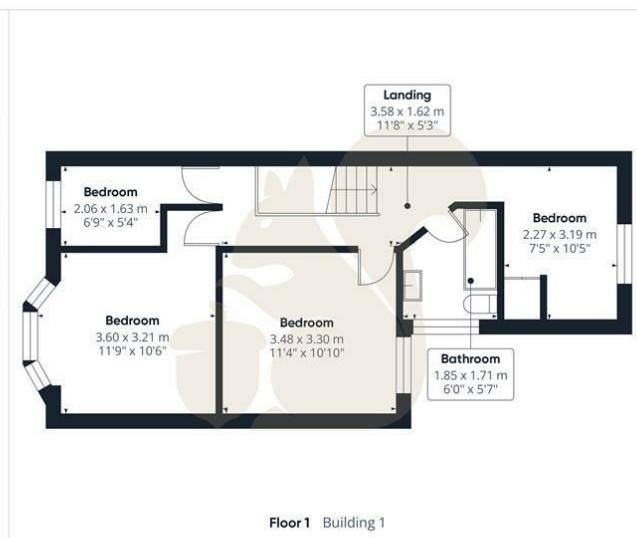 Landing
3.58 x 1.62 m
11'8" x 5'3"
Bedroom
2.06 x 1.63 m
6'9" x 5'4"
Bedroom
2.27 x 3.19 m
7'5" x 10'5"
Bedroom
3.60 x 3.21 m
11'9" x 10'6"
Bedroom
3.48 x 3.30 m
11'4" x 10'10"
Bathroom
1.85 x 1.71 m
6'0" x 5'7"
Floor 1 Building 1